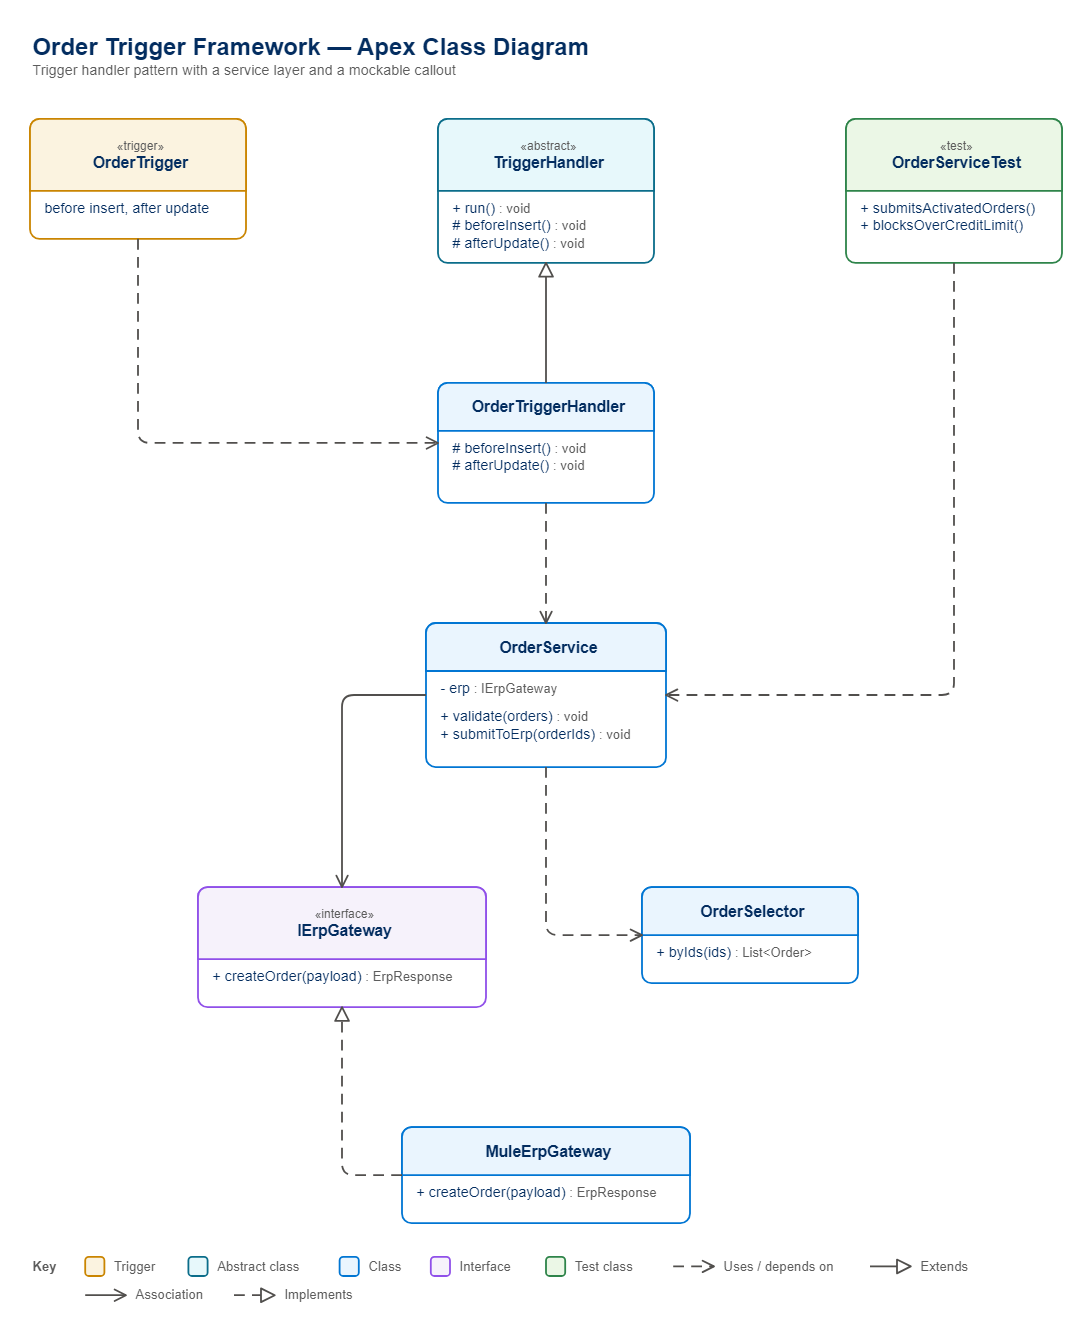 Order Trigger Framework — Apex Class Diagram
Trigger handler pattern with a service layer and a mockable callout
«trigger»
OrderTrigger
before insert, after update
«abstract»
TriggerHandler
+ run() : void
# beforeInsert() : void
# afterUpdate() : void
«test»
OrderServiceTest
+ submitsActivatedOrders()
+ blocksOverCreditLimit()
OrderTriggerHandler
# beforeInsert() : void
# afterUpdate() : void
OrderService
- erp : IErpGateway
+ validate(orders) : void
+ submitToErp(orderIds) : void
«interface»
IErpGateway
+ createOrder(payload) : ErpResponse
OrderSelector
+ byIds(ids) : List<Order>
MuleErpGateway
+ createOrder(payload) : ErpResponse
Key Trigger Abstract class Class Interface Test class Uses / depends on Extends
Association Implements